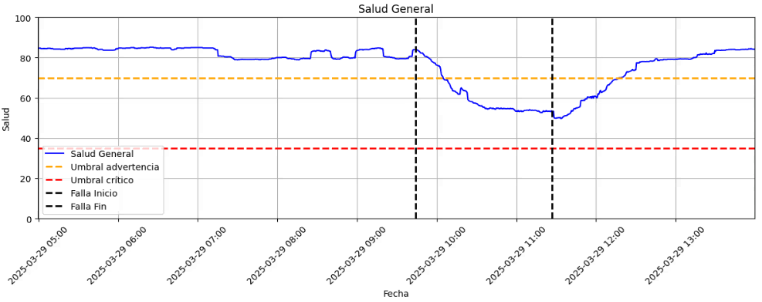 Salud General
100
80
60
40
20
0
Salud
Salud General
Umbral advertencia
Umbral crítico
Falla Inicio
Falla Fin
2025-03-29 05:00
2025-03-29 06:00
2025-03-29 07:00
2025-03-29 08:00
2025-03-29 09:00
2025-03-29 10:00
2025-03-29 11:00
2025-03-29 12:00
2025-03-29 13:00
Fecha